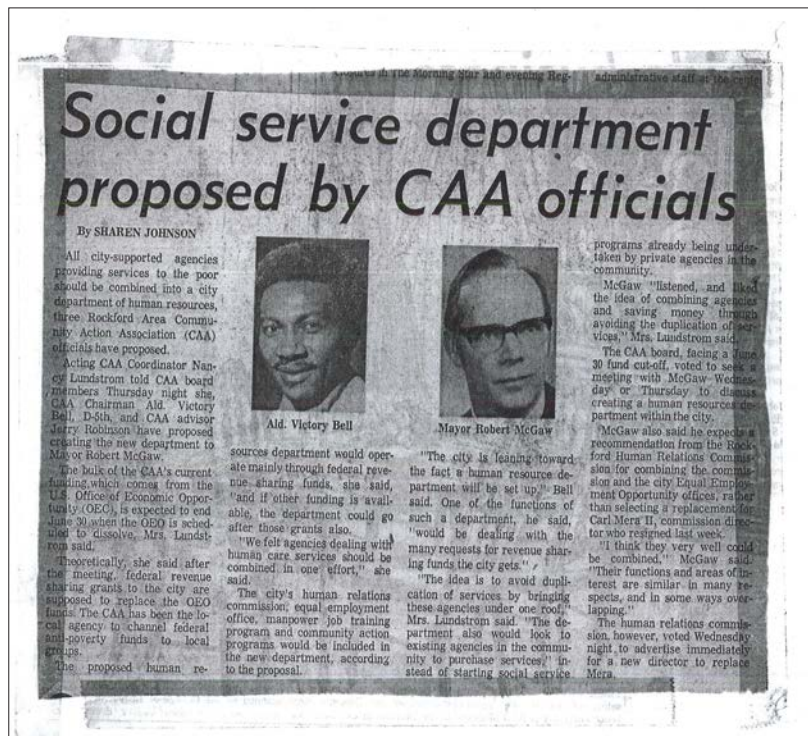 in The Morning Star and evening Reg-
administrative staff at the
Social service department
proposed by CAA officials
By SHAREN JOHNSON
All city-supported agencies
providing services to the poor
should be combined into a city
department of human resources,
three Rockford Area Commu-
nity Action Association (CAA)
officials have proposed.
Acting CAA Coordinator Nan-
cy Lundstrom told CAA board
members Thursday night she,
CAA Chairman Ald. Victory
Bell, D-5th, and CAA advisor
Jerry Robinson have proposed
creating the new department to
Mayor Robert McGaw.
The bulk of the CAA's current
funding, which comes from the
U.S. Office of Economic Oppor-
tunity (OEC), is expected to end
June 30 when the OEO is sched-
uled to dissolve, Mrs. Lundst-
rom said.
Theoretically, she said after
the meeting, federal revenue
sharing grants to the city are
supposed to replace the OEO
funds. The CAA has been the lo-
cal agency to channel federal
anti-poverty funds to local
groups.
The proposed human re-
Ald. Victory Bell
sources department would oper-
ate mainly through federal reve-
nue sharing funds, she said,
"and if other funding is avail-
able, the department could go
after those grants also.
"We felt agencies dealing with
human care services should be
combined in one effort," she
said.
The city's human relations
commission, equal employment
office, manpower job training
program and community action
programs would be included in
the new department, according
to the proposal.
Mayor Robert McGaw
"The city is leaning toward
the fact a human resource de-
partment will be set up," Bell
said. One of the functions of
such a department, he said,
"would be dealing with the
many requests for revenue shar-
ing funds the city gets."
"The idea is to avoid dupli-
cation of services by bringing
these agencies under one roof,"
Mrs. Lundstrom said. "The de-
partment also would look to
existing agencies in the commu-
nity to purchase services," in-
stead of starting social service
programs already being under-
taken by private agencies in the
community.
McGaw "listened, and liked
the idea of combining agencies
and saving money through
avoiding the duplication of ser-
vices," Mrs. Lundstrom said.
The CAA board, facing a June
30 fund cut-off, voted to seek a
meeting with McGaw Wednes-
day or Thursday to discuss
creating a human resources de-
partment within the city.
McGaw also said he expects a
recommendation from the Rock-
ford Human Relations Commis-
sion for combining the commis-
sion and the city Equal Employ-
ment Opportunity offices, rather
than selecting a replacement for
Carl Mera II, commission direc-
tor who resigned last week.
"I think they very well could
be combined," McGaw said.
"Their functions and areas of in-
terest are similar in many re-
spects, and in some ways over-
lapping."
The human relations commis-
sion, however, voted Wednesday
night to advertise immediately
for a new director to replace
Mera.